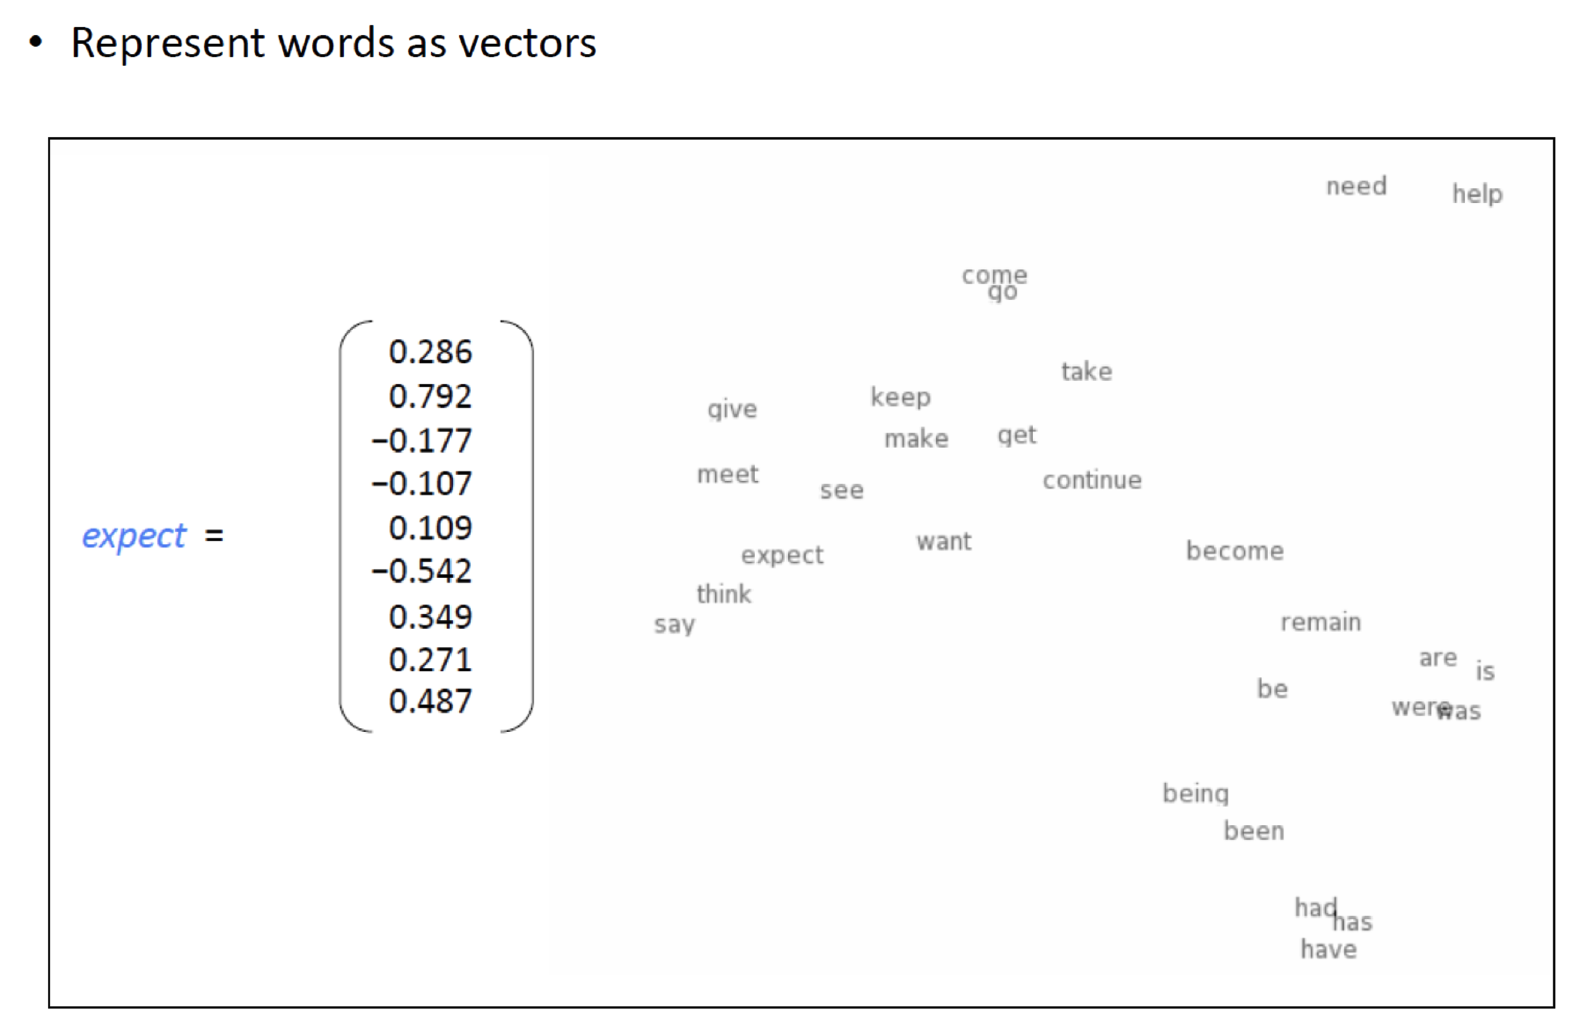 • Represent words as vectors
need
help
come
go
0.286
take
0.792
keep
give
−0.177
make
get
meet
continue
−0.107
see
0.109
expect =
want
become
expect
−0.542
think
0.349
remain
say
are
0.271
is
be
0.487
were
was
being
been
had
has
have